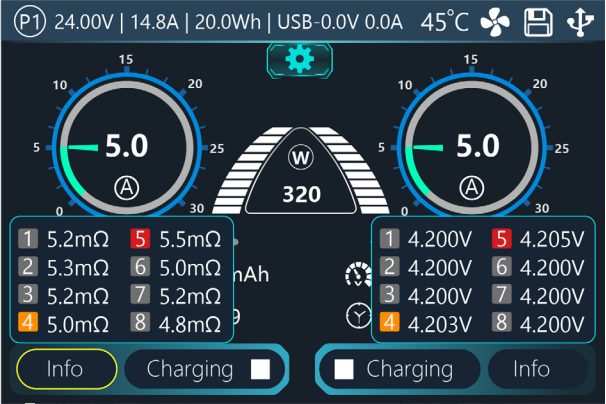 P1 24.00V | 14.8A | 20.0Wh | USB-0.0V 0.0A 45°C
15 15
10 20 10 20
5 5.0 25 5 5.0 25
W
320
A A
0 30 0 30
1 5.2mΩ 5 5.5mΩ
2 5.3mΩ 6 5.0mΩ
3 5.2mΩ 7 5.2mΩ
4 5.0mΩ 8 4.8mΩ
mAh
9
1 4.200V 5 4.205V
2 4.200V 6 4.200V
3 4.200V 7 4.200V
4 4.203V 8 4.200V
Info Charging Charging Info